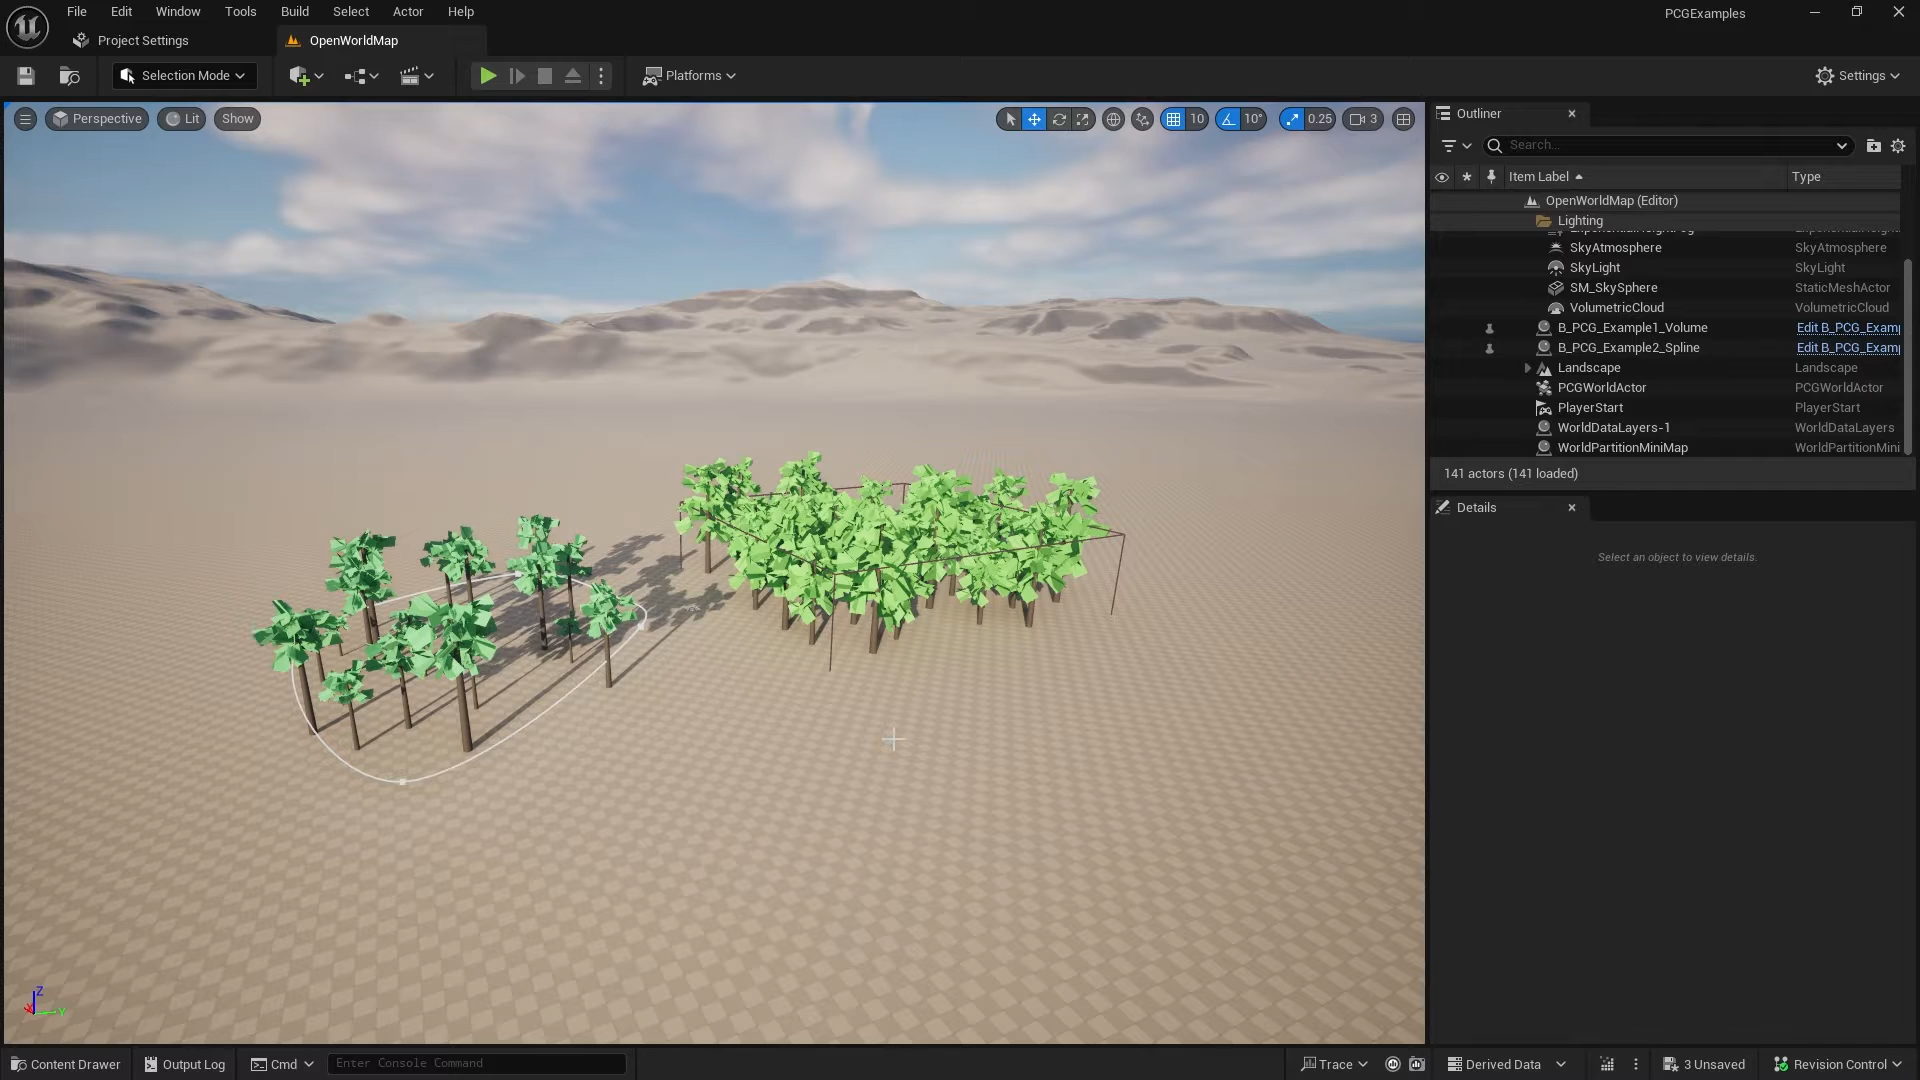 File Edit Window Tools Build Select Actor Help
PCGExamples
Project Settings
OpenWorldMap
Selection Mode
Platforms
Settings
Perspective
Lit
Show
10
10°
0.25
3
Outliner
Search...
Item Label
Type
OpenWorldMap (Editor)
Lighting
SkyAtmosphere SkyAtmosphere
SkyLight SkyLight
SM_SkySphere StaticMeshActor
VolumetricCloud VolumetricCloud
B_PCG_Example1_Volume Edit B_PCG_Exam
B_PCG_Example2_Spline Edit B_PCG_Exam
Landscape Landscape
PCGWorldActor PCGWorldActor
PlayerStart PlayerStart
WorldDataLayers-1 WorldDataLayers
WorldPartitionMiniMap WorldPartitionMini
141 actors (141 loaded)
Details
Select an object to view details.
Z
X
Y
Content Drawer
Output Log
Cmd
Enter Console Command
Trace
Derived Data
3 Unsaved
Revision Control